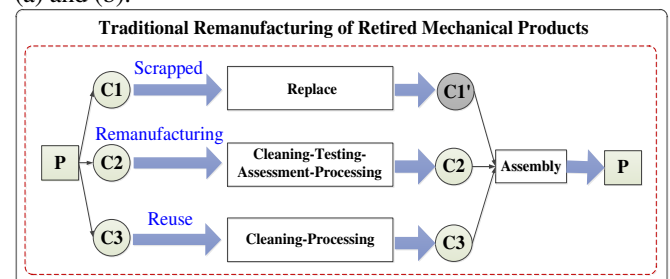 (a) and (b).
Traditional Remanufacturing of Retired Mechanical Products
Scrapped
C1
Replace
C1'
Remanufacturing
P
C2
Cleaning-Testing-
Assessment-Processing
C2
Assembly
P
Reuse
C3
Cleaning-Processing
C3